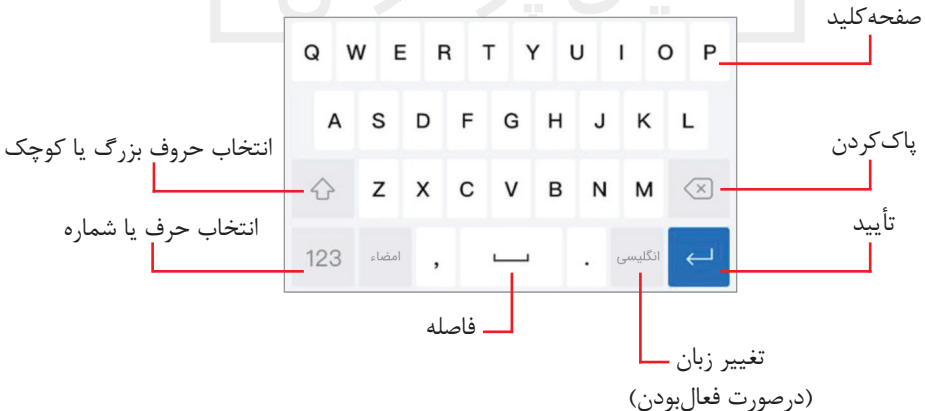 صفحه‌کلید
Q W E R T Y U I O P
A S D F G H J K L
انتخاب حروف بزرگ یا کوچک
پاک‌کردن
Z X C V B N M
انتخاب حرف یا شماره
تأیید
123 امضاء , . انگلیسی
فاصله
تغییر زبان
(درصورت فعال‌بودن)